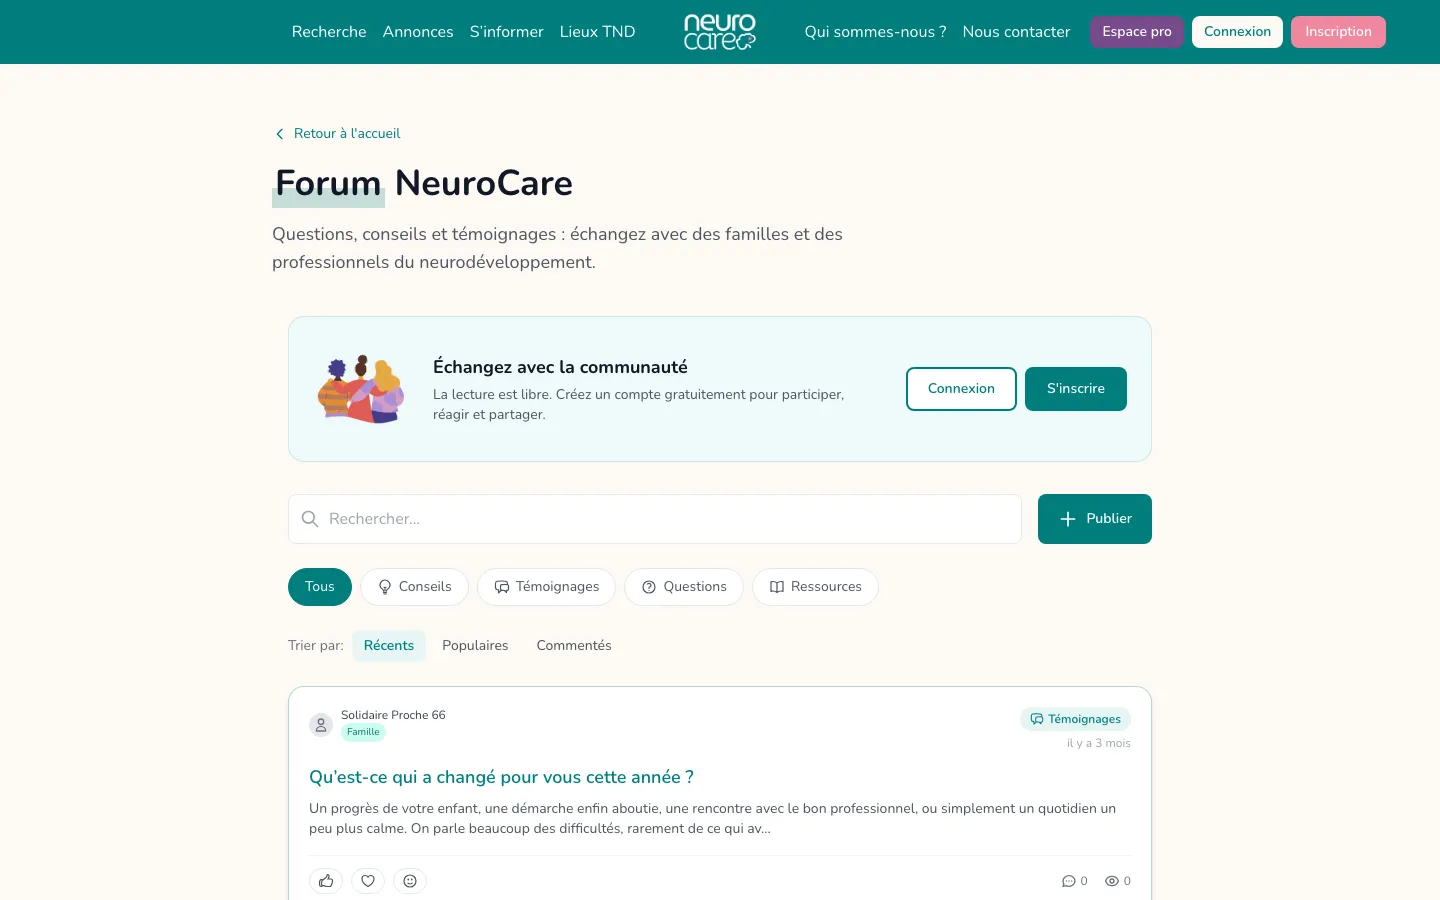 Recherche Annonces S'informer Lieux TND neuro care Qui sommes-nous ? Nous contacter Espace pro Connexion Inscription
Retour à l'accueil
Forum NeuroCare
Questions, conseils et témoignages : échangez avec des familles et des
professionnels du neurodéveloppement.
Échangez avec la communauté
La lecture est libre. Créez un compte gratuitement pour participer,
réagir et partager.
Connexion S'inscrire
Rechercher...
Publier
Tous Conseils Témoignages Questions Ressources
Trier par: Récents Populaires Commentés
Solidaire Proche 66
Famille
Témoignages
il y a 3 mois
Qu’est-ce qui a changé pour vous cette année ?
Un progrès de votre enfant, une démarche enfin aboutie, une rencontre avec le bon professionnel, ou simplement un quotidien un
peu plus calme. On parle beaucoup des difficultés, rarement de ce qui av...
0 0